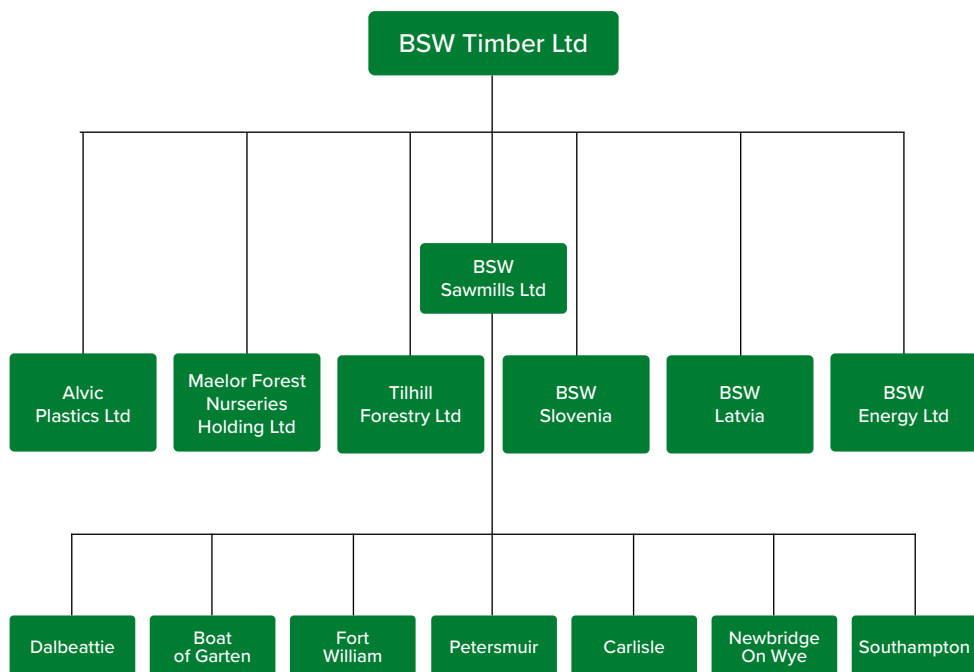 BSW Timber Ltd
BSW
Sawmills Ltd
Alvic
Plastics Ltd
Maelor Forest
Nurseries
Holding Ltd
Tilhill
Forestry Ltd
BSW
Slovenia
BSW
Latvia
BSW
Energy Ltd
Dalbeattie
Boat
of Garten
Fort
William
Petersmuir
Carlisle
Newbridge
On Wye
Southampton